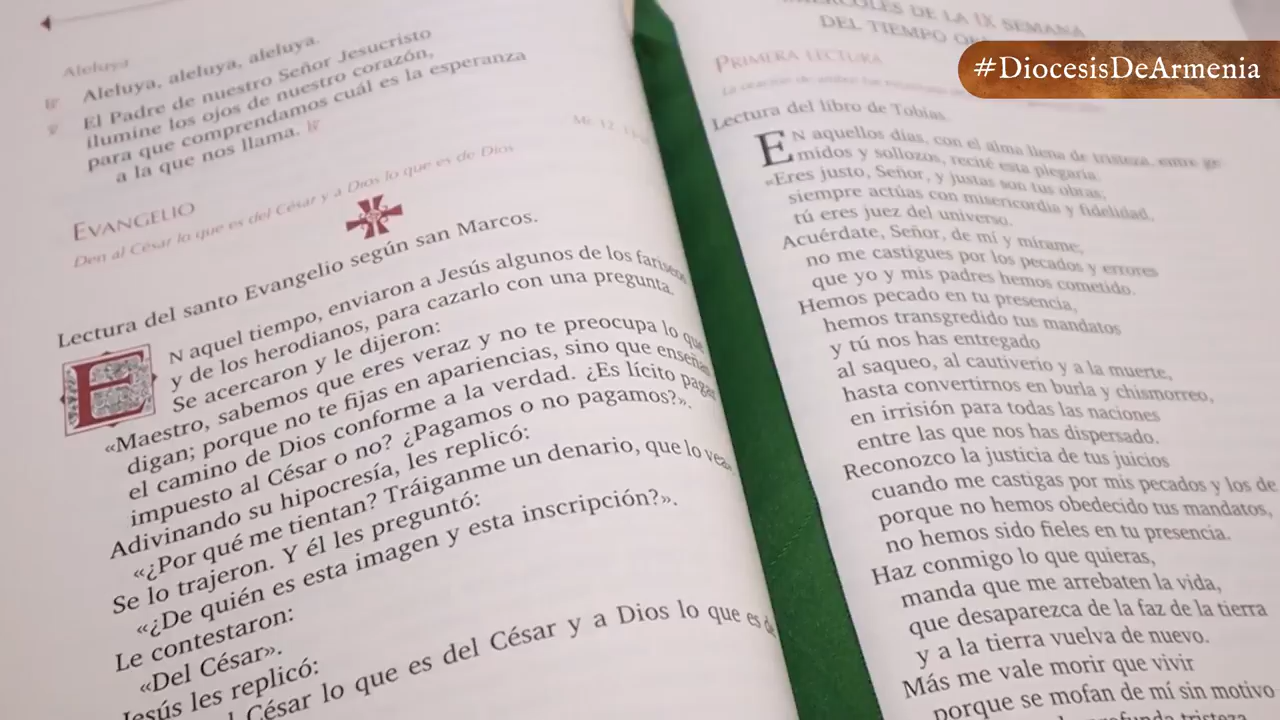 Aleluya
℣ Aleluya, aleluya, aleluya.
℣ El Padre de nuestro Señor Jesucristo
ilumine los ojos de nuestro corazón,
para que comprendamos cuál es la esperanza
a la que nos llama. ℟
Mc 12, 13
EVANGELIO
Den al César lo que es del César y a Dios lo que es de Dios
Lectura del santo Evangelio según san Marcos.
EN aquel tiempo, enviaron a Jesús algunos de los fariseos
y de los herodianos, para cazarlo con una pregunta.
Se acercaron y le dijeron:
«Maestro, sabemos que eres veraz y no te preocupa lo que
digan; porque no te fijas en apariencias, sino que enseñas
el camino de Dios conforme a la verdad. ¿Es lícito pagar
impuesto al César o no? ¿Pagamos o no pagamos?».
Adivinando su hipocresía, les replicó:
«¿Por qué me tientan? Tráiganme un denario, que lo vea»
Se lo trajeron. Y él les preguntó:
«¿De quién es esta imagen y esta inscripción?».
Le contestaron:
«Del César».
Jesús les replicó:
César lo que es del César y a Dios lo que es de
DE LA IX SEMANA
DEL TIEMPO
PRIMERA LECTURA
Lectura del libro de Tobías.
EN aquellos días, con el alma llena de tristeza, entre ge
midos y sollozos, recité esta plegaria:
«Eres justo, Señor, y justas son tus obras;
siempre actúas con misericordia y fidelidad,
tú eres juez del universo.
Acuérdate, Señor, de mí y mírame;
no me castigues por los pecados y errores
que yo y mis padres hemos cometido.
Hemos pecado en tu presencia,
hemos transgredido tus mandatos
y tú nos has entregado
al saqueo, al cautiverio y a la muerte,
hasta convertirnos en burla y chismorreo,
en irrisión para todas las naciones
entre las que nos has dispersado.
Reconozco la justicia de tus juicios
cuando me castigas por mis pecados y los de
porque no hemos obedecido tus mandatos,
no hemos sido fieles en tu presencia.
Haz conmigo lo que quieras,
manda que me arrebaten la vida,
que desaparezca de la faz de la tierra
y a la tierra vuelva de nuevo.
Más me vale morir que vivir
porque se mofan de mí sin motivo
profunda tristeza
#DiocesisDeArmenia